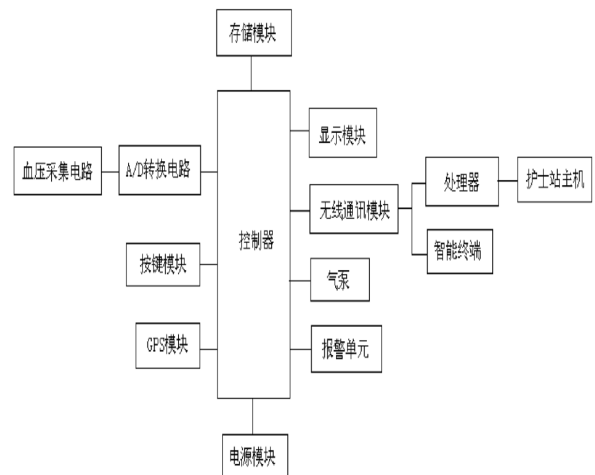 存储模块
显示模块
血压采集电路
A/D转换电路
处理器
护士站主机
无线通讯模块
控制器
智能终端
按键模块
气泵
GPS模块
报警单元
电源模块